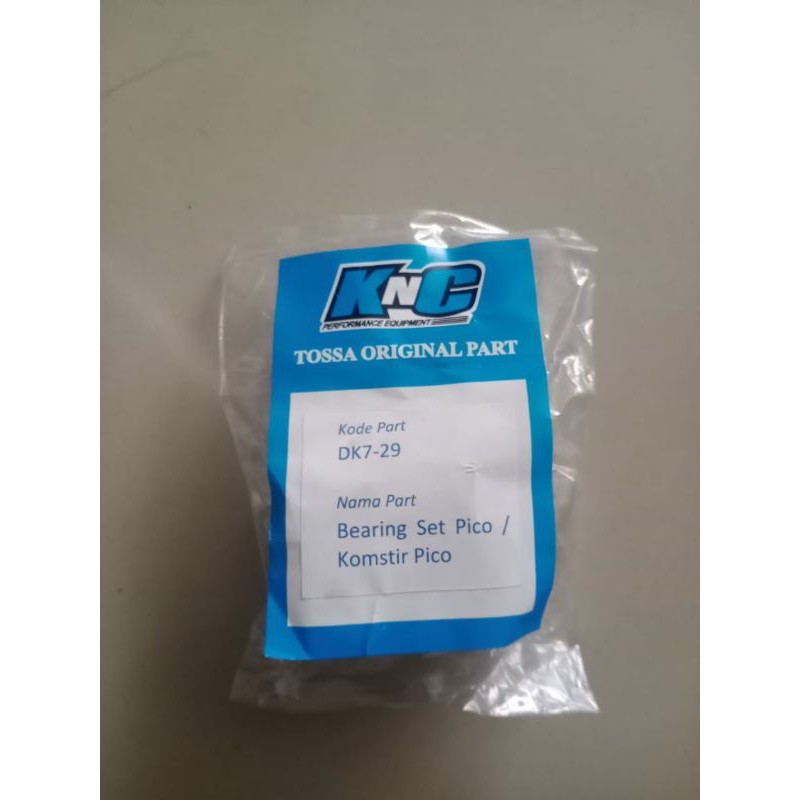 KNC
PERFORMANCE EQUIPMENT
TOSSA ORIGINAL PART
Kode Part
DK7-29
Nama Part
Bearing Set Pico /
Komstir Pico